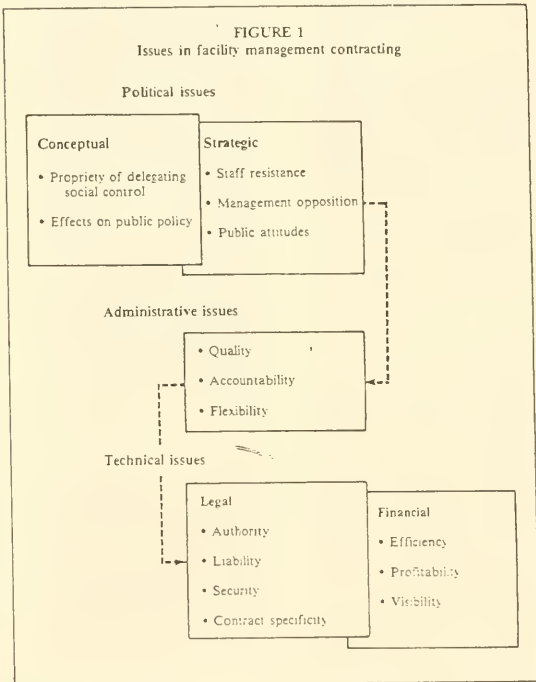 FIGURE 1
Issues in facility management contracting
Political issues
Conceptual
• Propriety of delegating
social control
• Effects on public policy
Strategic
• Staff resistance
• Management opposition
• Public attitudes
Administrative issues
• Quality
• Accountability
• Flexibility
Technical issues
Legal
• Authority
• Liability
• Security
• Contract specificity
Financial
• Efficiency
• Profitability
• Visibility